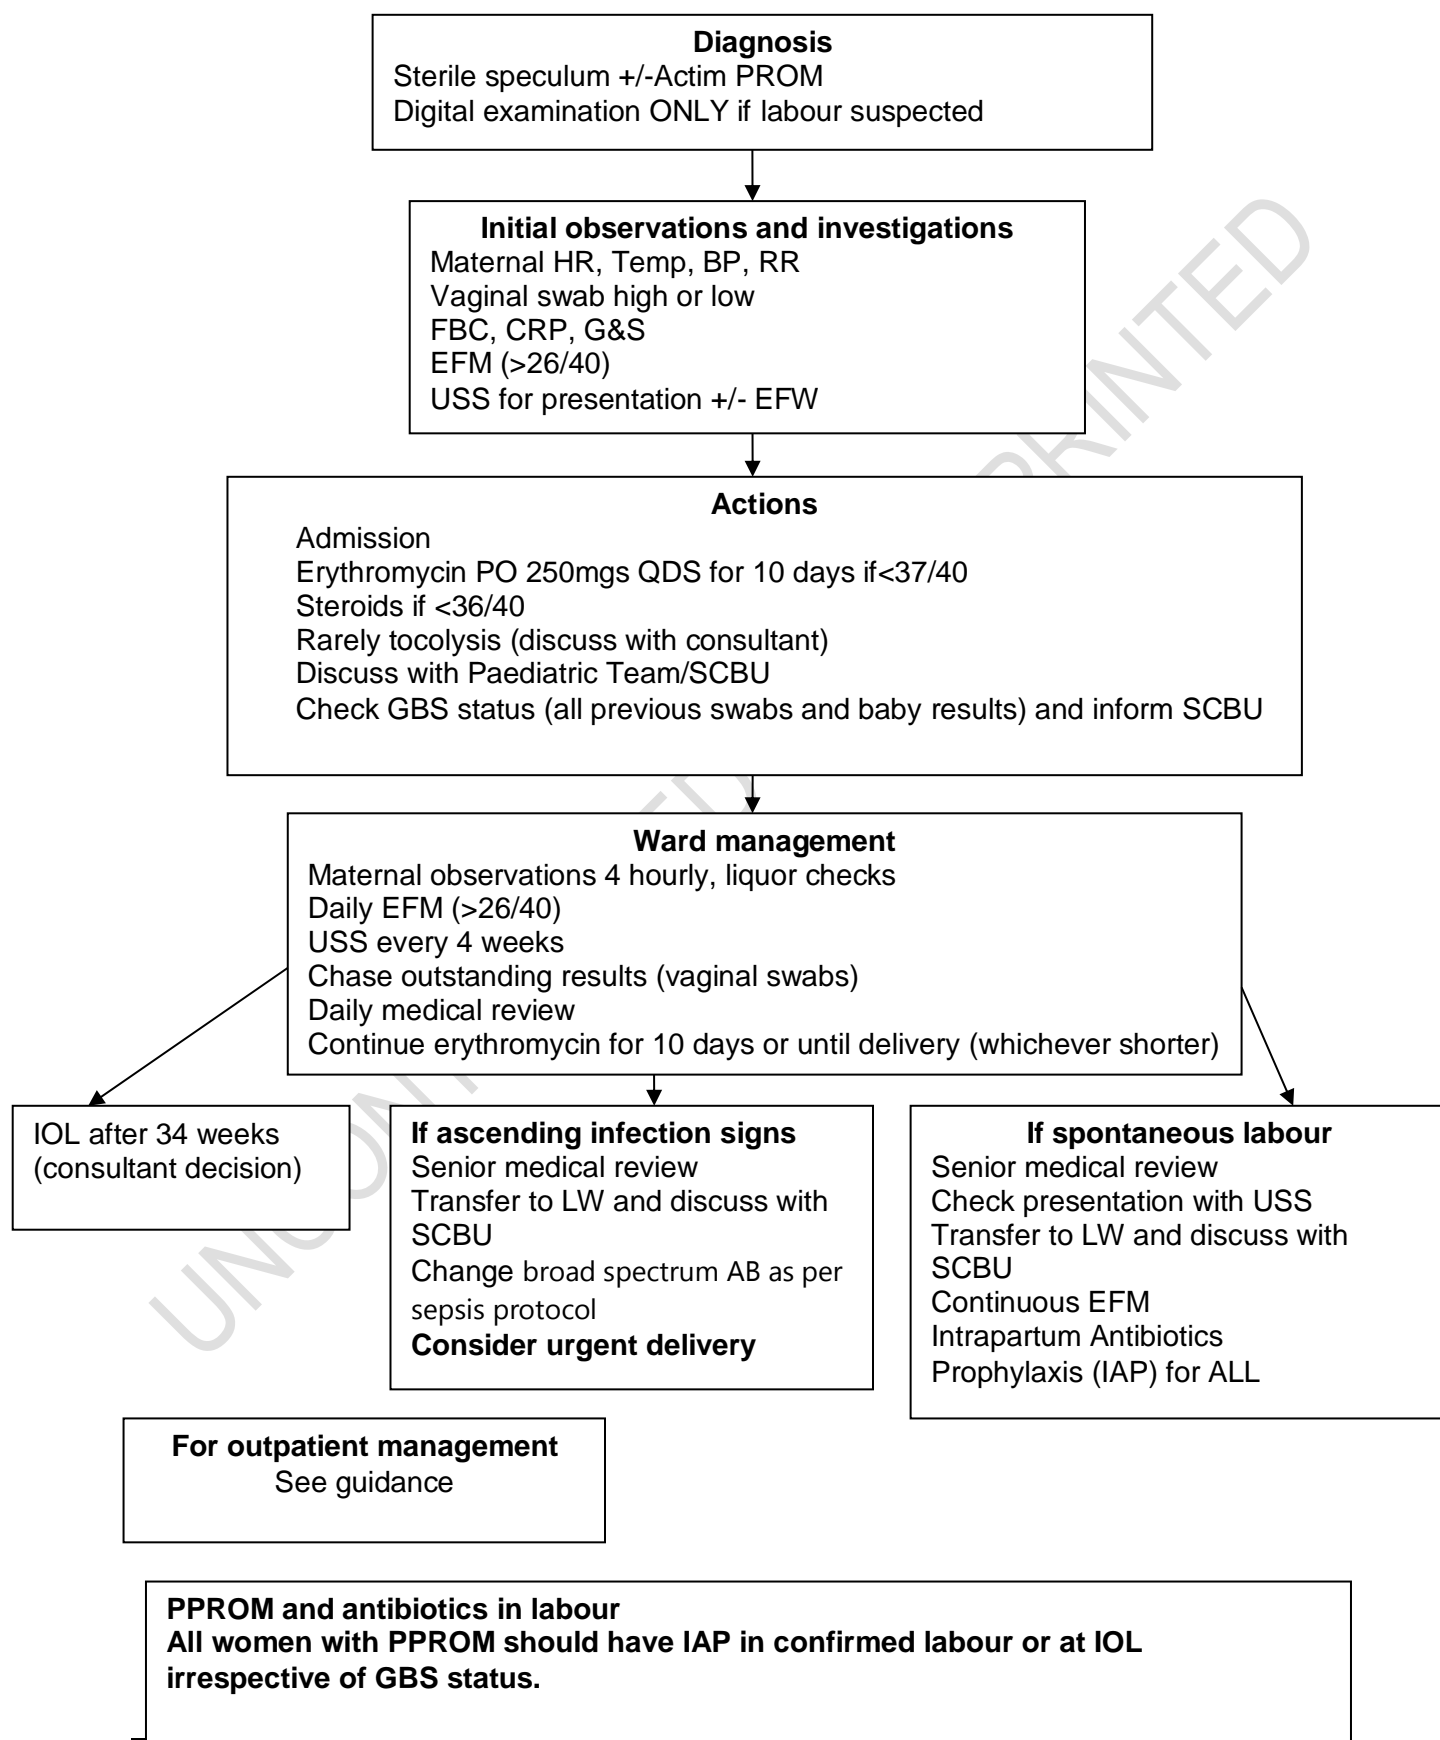 Diagnosis
Sterile speculum +/-Actim PROM
Digital examination ONLY if labour suspected
Initial observations and investigations
Maternal HR, Temp, BP, RR
Vaginal swab high or low
FBC, CRP, G&S
EFM (>26/40)
USS for presentation +/- EFW
Actions
Admission
Erythromycin PO 250mgs QDS for 10 days if<37/40
Steroids if <36/40
Rarely tocolysis (discuss with consultant)
Discuss with Paediatric Team/SCBU
Check GBS status (all previous swabs and baby results) and inform SCBU
Ward management
Maternal observations 4 hourly, liquor checks
Daily EFM (>26/40)
USS every 4 weeks
Chase outstanding results (vaginal swabs)
Daily medical review
Continue erythromycin for 10 days or until delivery (whichever shorter)
IOL after 34 weeks
(consultant decision)
If ascending infection signs
Senior medical review
Transfer to LW and discuss with
SCBU
Change broad spectrum AB as per
sepsis protocol
Consider urgent delivery
If spontaneous labour
Senior medical review
Check presentation with USS
Transfer to LW and discuss with
SCBU
Continuous EFM
Intrapartum Antibiotics
Prophylaxis (IAP) for ALL
For outpatient management
See guidance
PPROM and antibiotics in labour
All women with PPROM should have IAP in confirmed labour or at IOL
irrespective of GBS status.